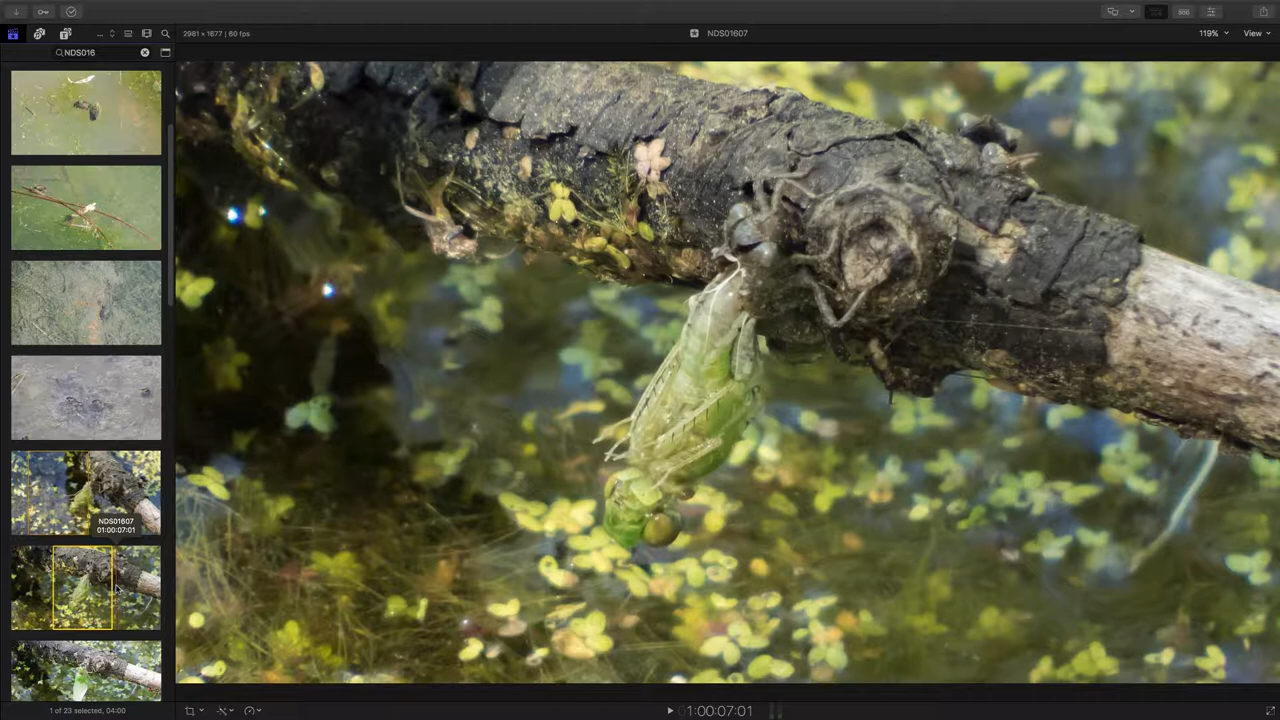 2981 × 1677 | 60 fps
NDS01607
119%
View
NDS016
NDS01607
01:00:07:01
1 of 23 selected, 04:00
1:00:07:01